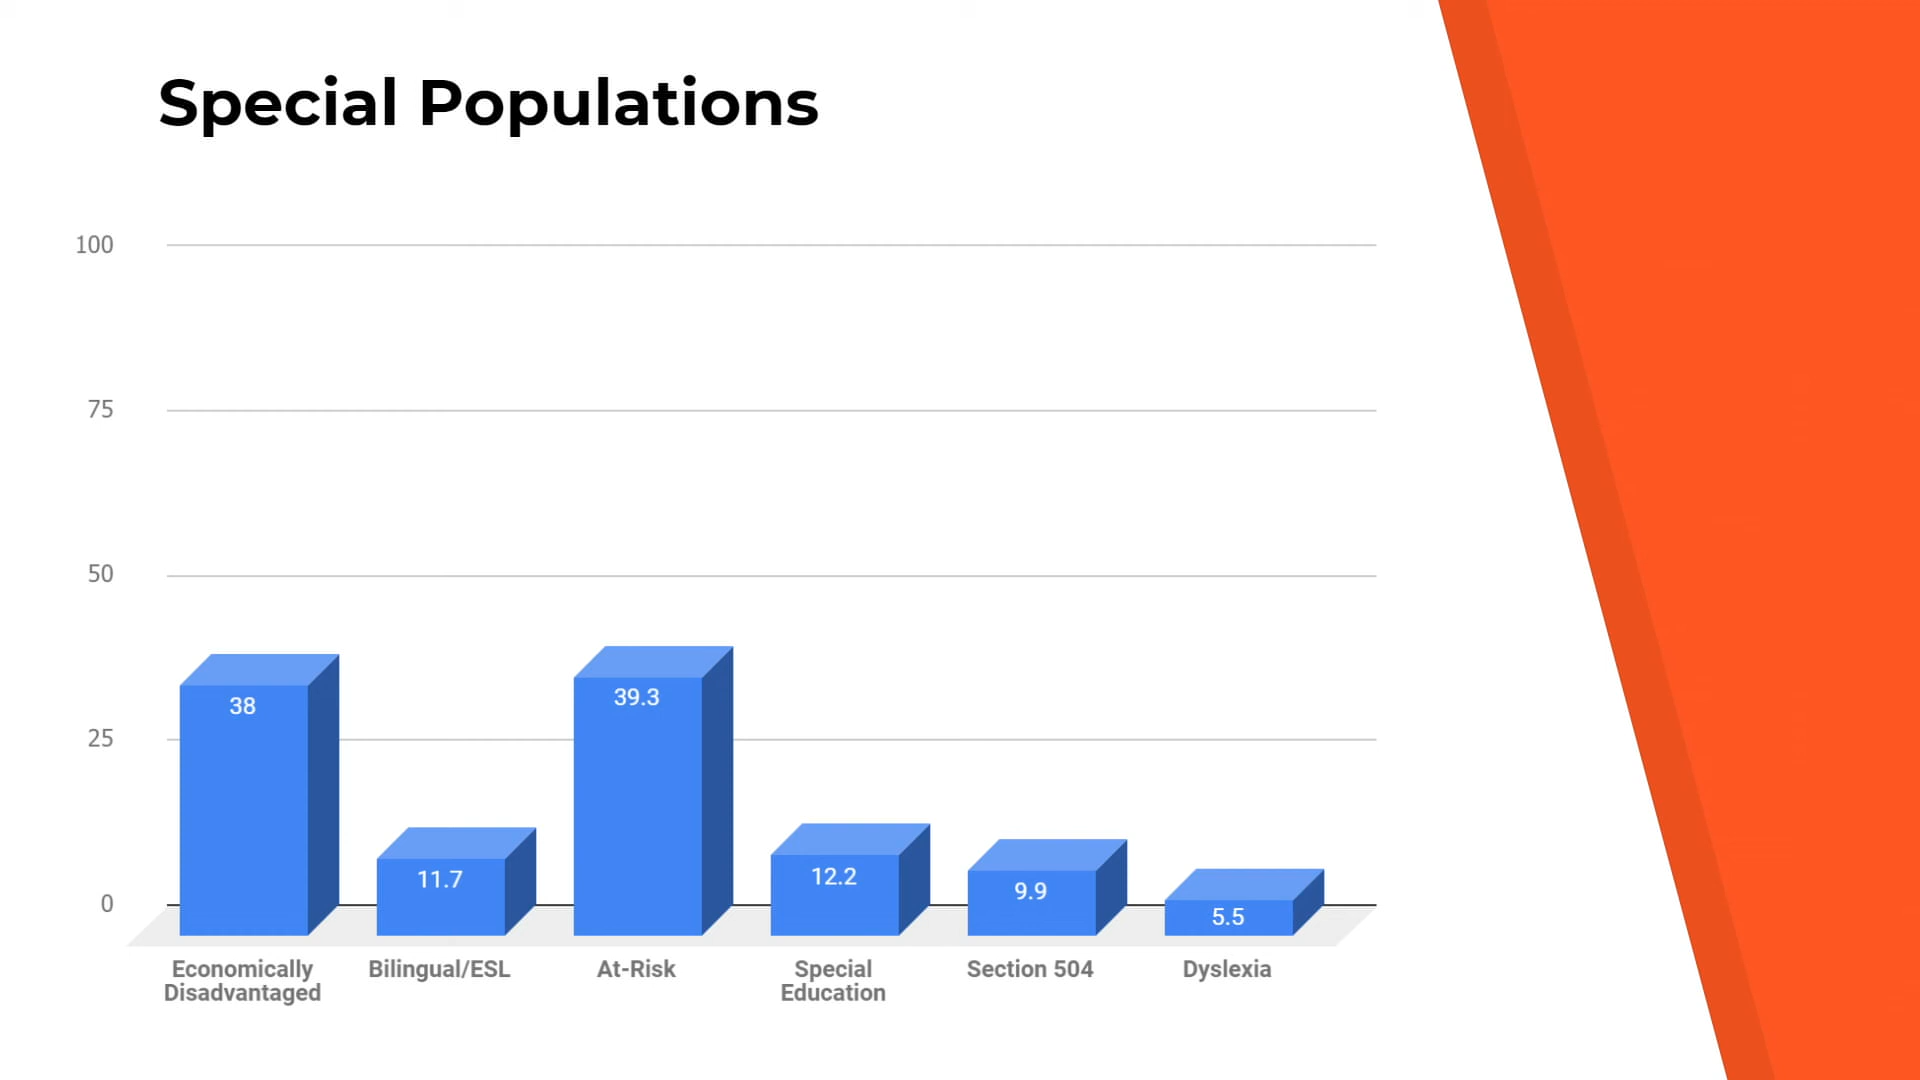 Special Populations
100
75
50
25
0
38
11.7
39.3
12.2
9.9
5.5
Economically
Disadvantaged
Bilingual/ESL
At-Risk
Special
Education
Section 504
Dyslexia